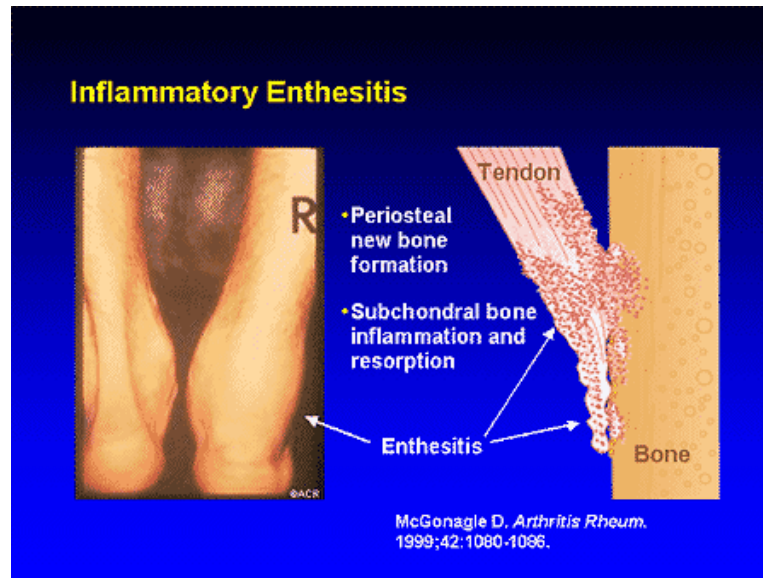 Inflammatory Enthesitis
R
•Periosteal
new bone
formation
•Subchondral bone
inflammation and
resorption
Enthesitis
Tendon
Bone
©ACR
McGonagle D. Arthritis Rheum.
1999;42:1080-1086.